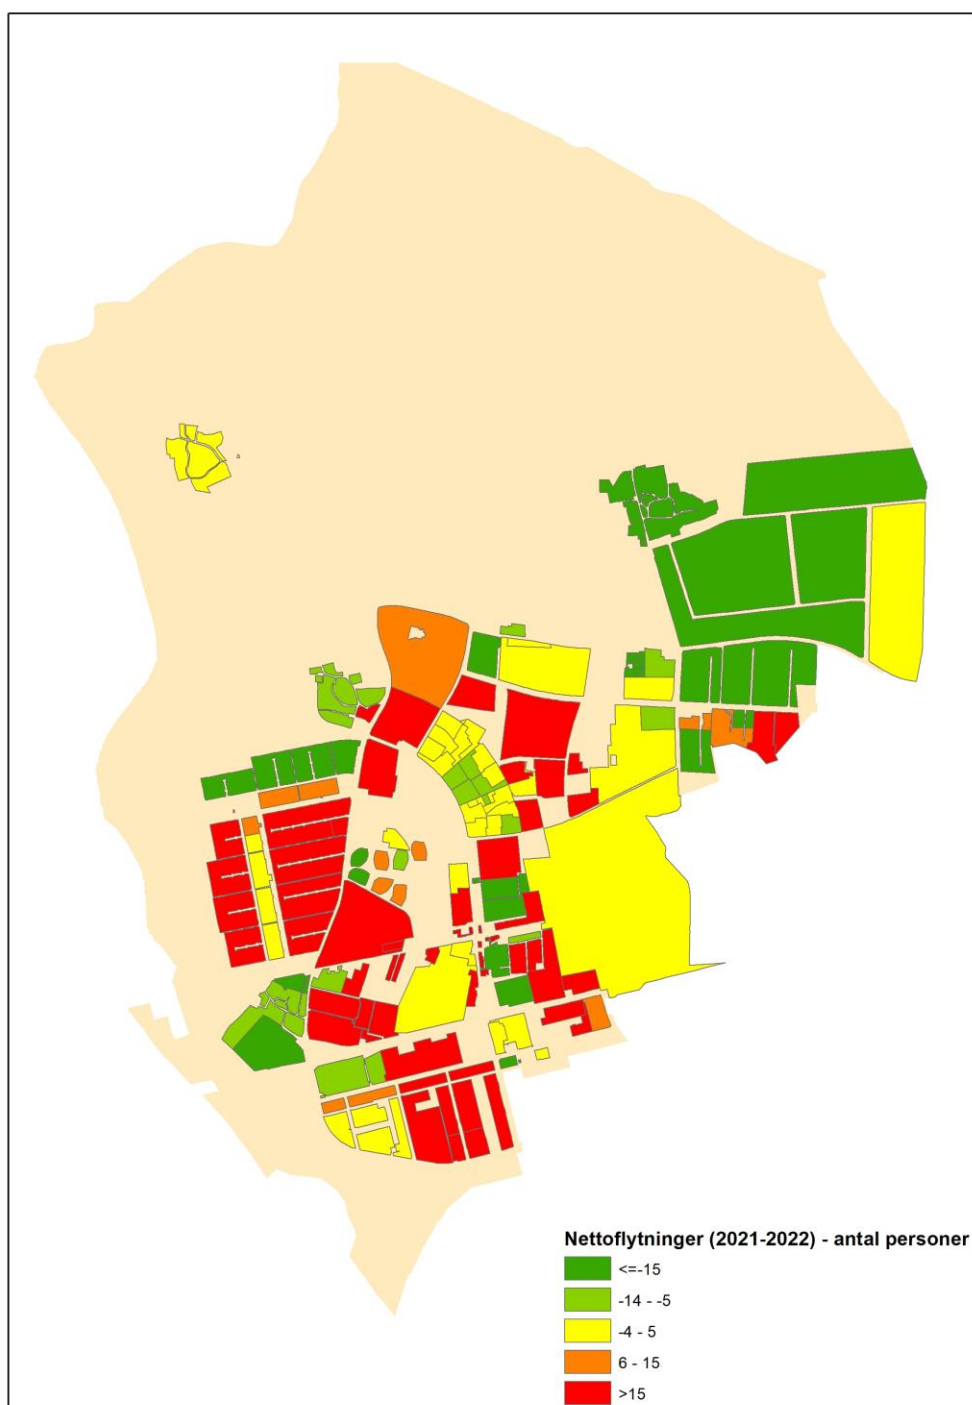 Nettoflytninger (2021-2022) - antal personer
<=-15
-14 - -5
-4 - 5
6 - 15
>15